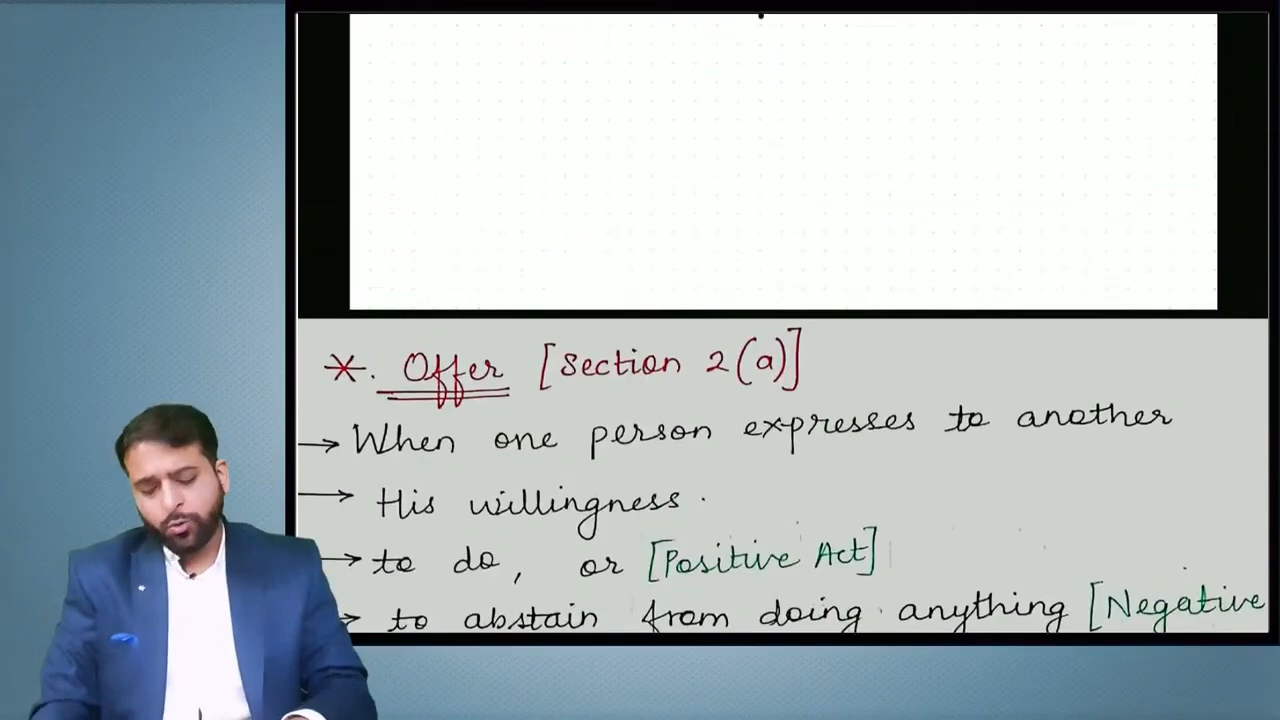 *. Offer [Section 2(a)]
→ When one person expresses to another
→ His willingness.
→ to do, or [Positive Act]
→ to abstain from doing anything [Negative